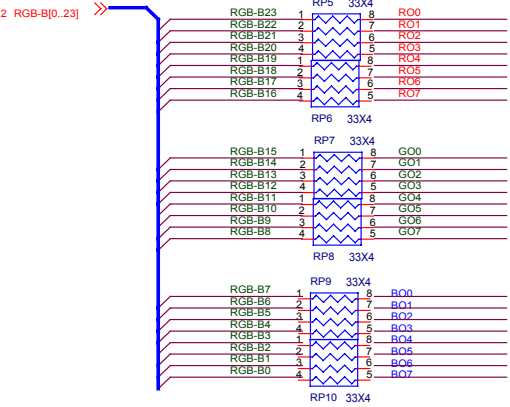 RP5 33X4
2 RGB-B[0..23]
RGB-B23 1 8 RO0
RGB-B22 2 7 RO1
RGB-B21 3 6 RO2
RGB-B20 4 5 RO3
RGB-B19 1 8 RO4
RGB-B18 2 7 RO5
RGB-B17 3 6 RO6
RGB-B16 4 5 RO7
RP6 33X4
RP7 33X4
RGB-B15 1 8 GO0
RGB-B14 2 7 GO1
RGB-B13 3 6 GO2
RGB-B12 4 5 GO3
RGB-B11 1 8 GO4
RGB-B10 2 7 GO5
RGB-B9 3 6 GO6
RGB-B8 4 5 GO7
RP8 33X4
RP9 33X4
RGB-B7 1 8 BO0
RGB-B6 2 7 BO1
RGB-B5 3 6 BO2
RGB-B4 4 5 BO3
RGB-B3 1 8 BO4
RGB-B2 2 7 BO5
RGB-B1 3 6 BO6
RGB-B0 4 5 BO7
RP10 33X4